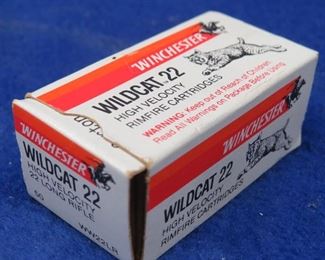 WINCHESTER
WILDCAT 22
HIGH VELOCITY
RIMFIRE CARTRIDGES
WARNING: Keep out of Reach of Children
Read All Warnings on Package Before Using
top
WINCHESTER
WILDCAT 22
HIGH VELOCITY
22 LONG RIFLE
50
WW22LR
WINCHESTER
WILDCAT 22
HIGH VELOCITY
RIMFIRE CARTRIDGES